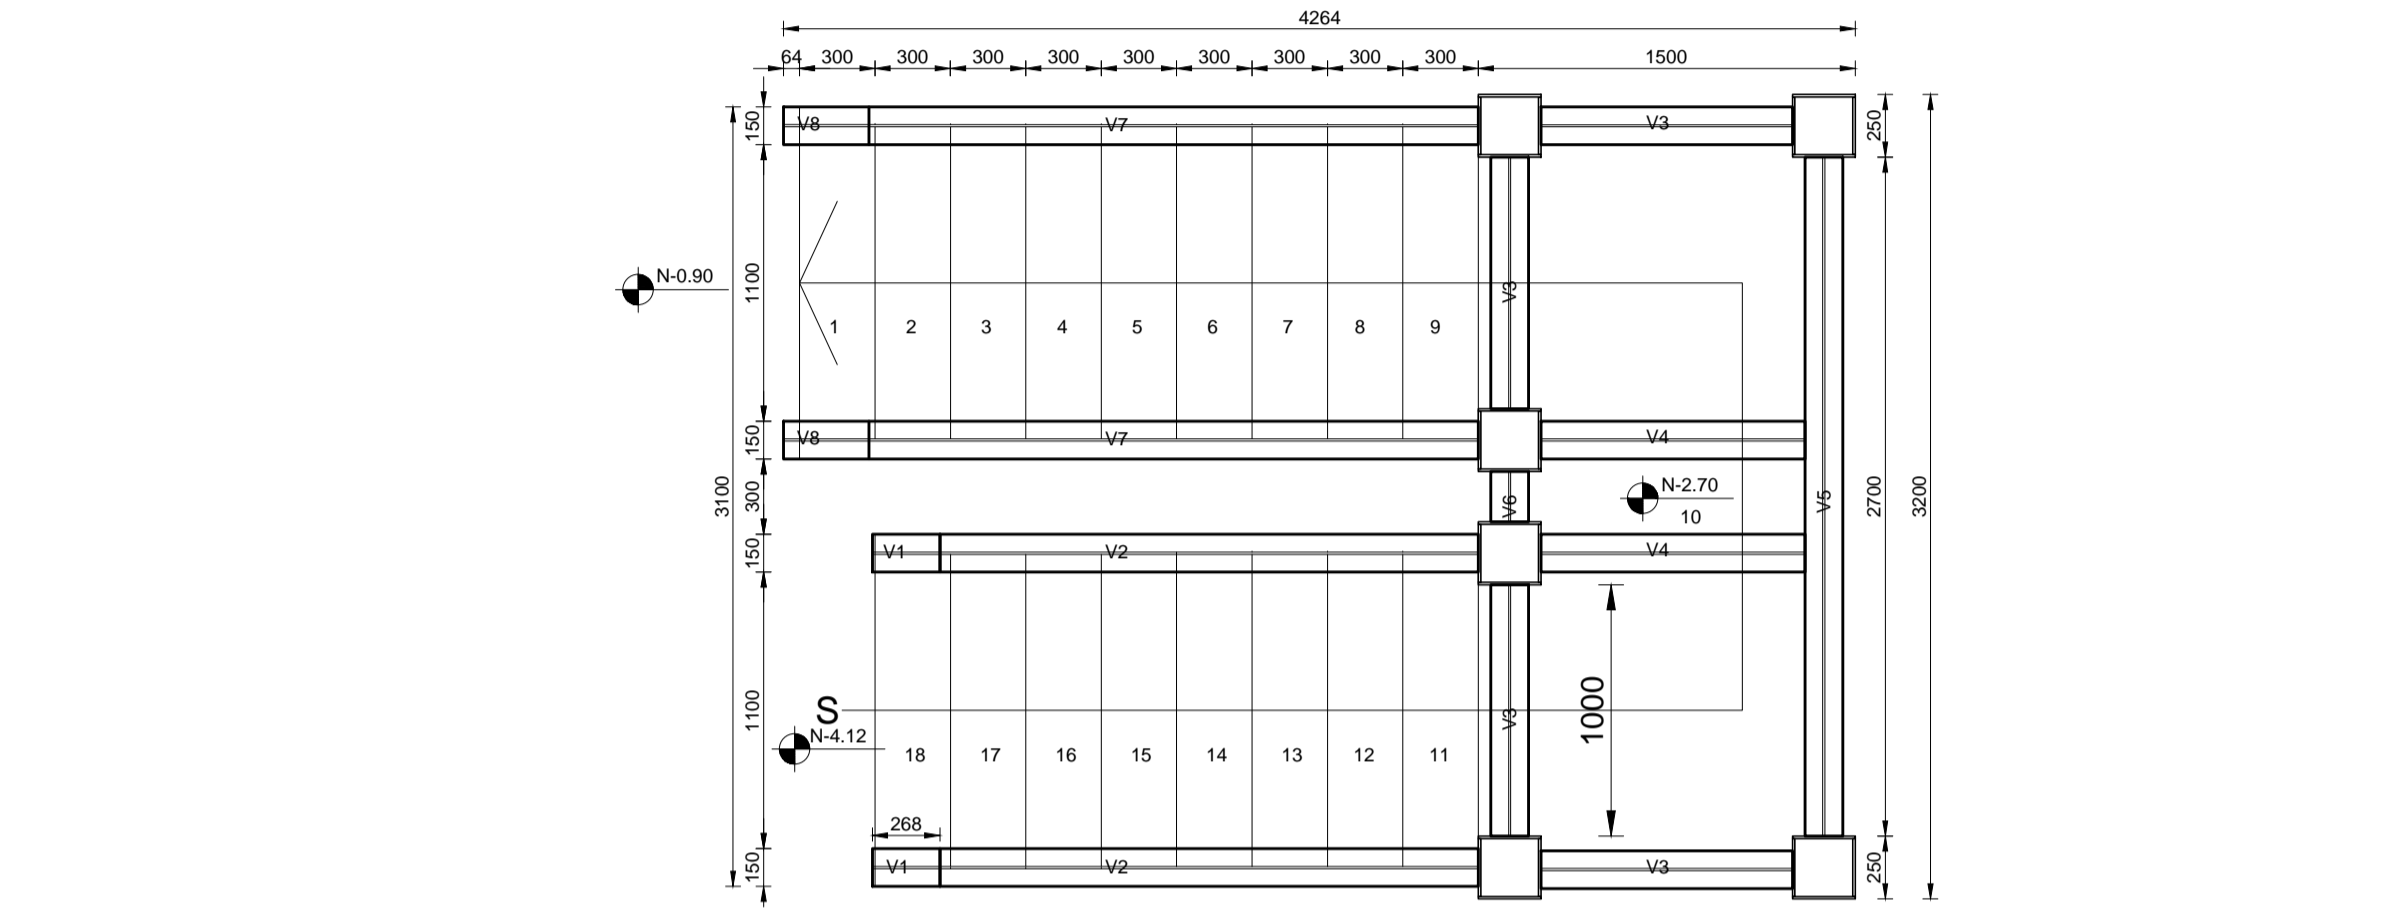 4264
64 300 300 300 300 300 300 300 300 300 1500
150 V8 V7 V3 250
N-0.90
1100
V3
1 2 3 4 5 6 7 8 9
150 V8 V7 V4
3100 300 V6 N-2.70 V5 2700 3200
10
150 V1 V2 V4
1100 S V3 1000
N-4.12
18 17 16 15 14 13 12 11
268
150 V1 V2 V3 250